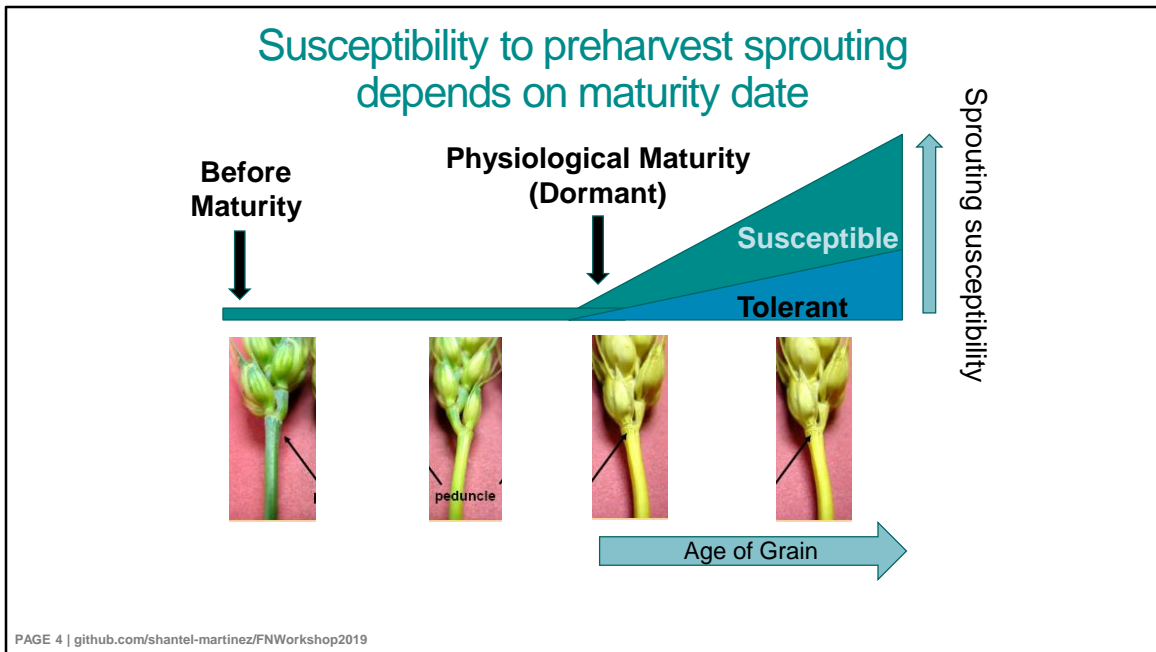 Susceptibility to preharvest sprouting
depends on maturity date
Before
Maturity
Physiological Maturity
(Dormant)
Susceptible
Tolerant
Sprouting susceptibility
peduncle
Age of Grain
PAGE 4 | github.com/shantel-martinez/FNWorkshop2019